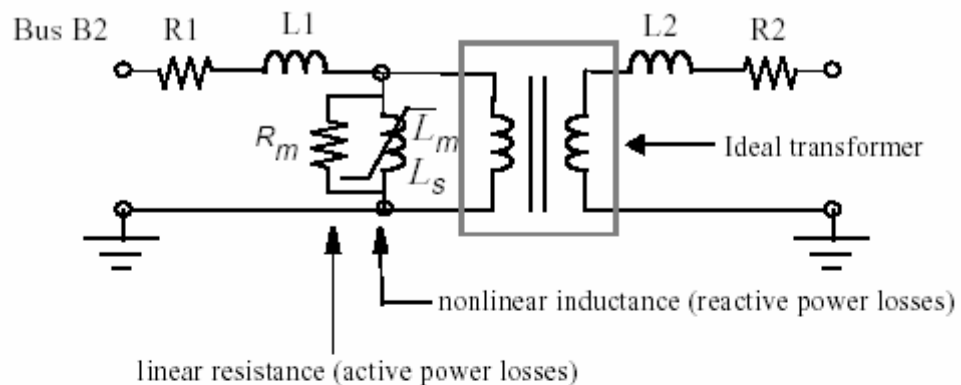 Bus B2
R1
L1
L2
R2
Rm
Lm
Ls
Ideal transformer
nonlinear inductance (reactive power losses)
linear resistance (active power losses)